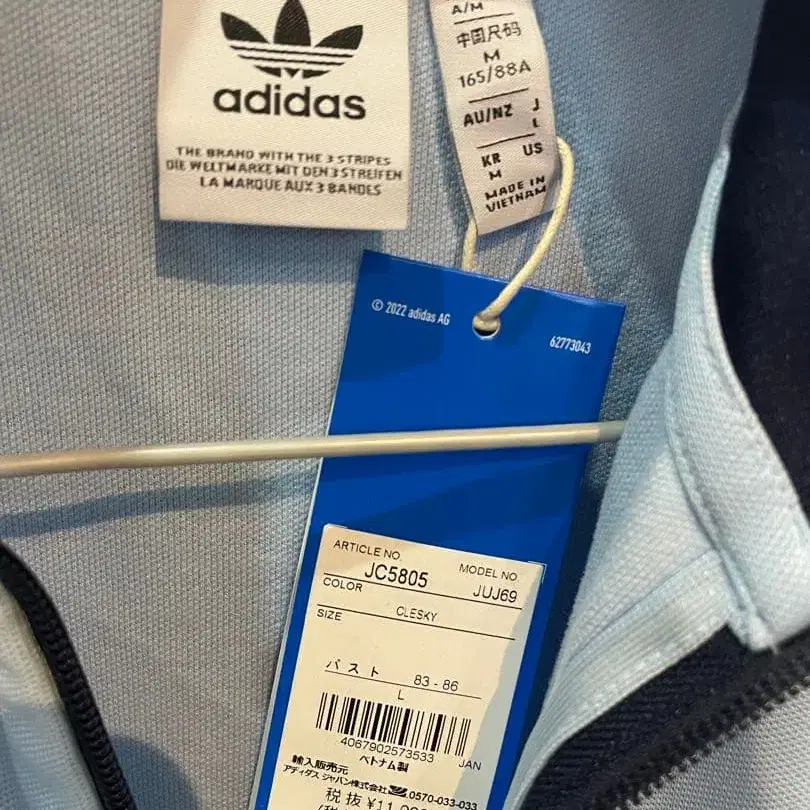 adidas
THE BRAND WITH THE 3 STRIPES
DIE WELTMARKE MIT DEN 3 STREIFEN
LA MARQUE AUX 3 BANDES
A/M
中国尺码
M
165/88A
AU/NZ J
L
KR US
M
MADE IN
VIETNAM
© 2022 adidas AG
62773043
ARTICLE NO.
JC5805
MODEL NO
JUJ69
COLOR
CLESKY
SIZE
バスト 83 - 86
L
4067902573533 JAN
ベトナム製
輸入販売元
アディダス ジャパン株式会社 0570-033-033
税抜 ¥11,